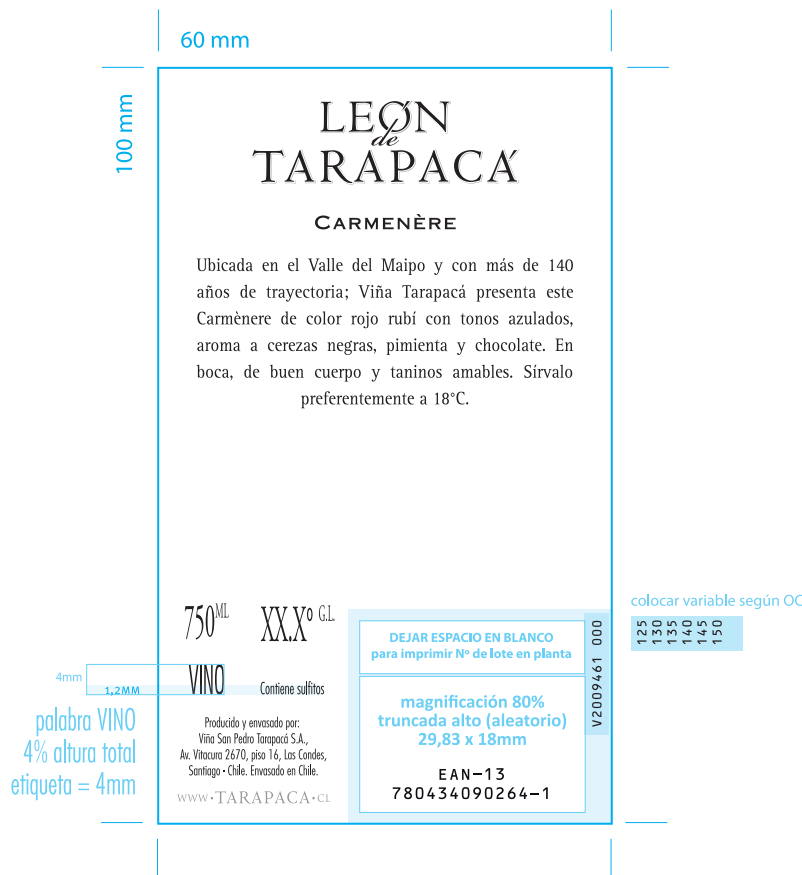 60 mm
100 mm
LEÓN
de
TARAPACÁ
CARMENÈRE
Ubicada en el Valle del Maipo y con más de 140
años de trayectoria; Viña Tarapacá presenta este
Carmènere de color rojo rubí con tonos azulados,
aroma a cerezas negras, pimienta y chocolate. En
boca, de buen cuerpo y taninos amables. Sírvalo
preferentemente a 18°C.
750ML XX.X° G.L.
4mm
1,2MM
VINO Contiene sulfitos
palabra VINO
4% altura total
etiqueta = 4mm
Producido y envasado por:
Viña San Pedro Tarapacá S.A.,
Av. Vitacura 2670, piso 16, Las Condes,
Santiago • Chile. Envasado en Chile.
WWW•TARAPACA•CL
DEJAR ESPACIO EN BLANCO
para imprimir Nº de lote en planta
magnificación 80%
truncada alto (aleatorio)
29,83 x 18mm
EAN-13
780434090264-1
V2009461 000
colocar variable según OC
125
130
135
140
145
150